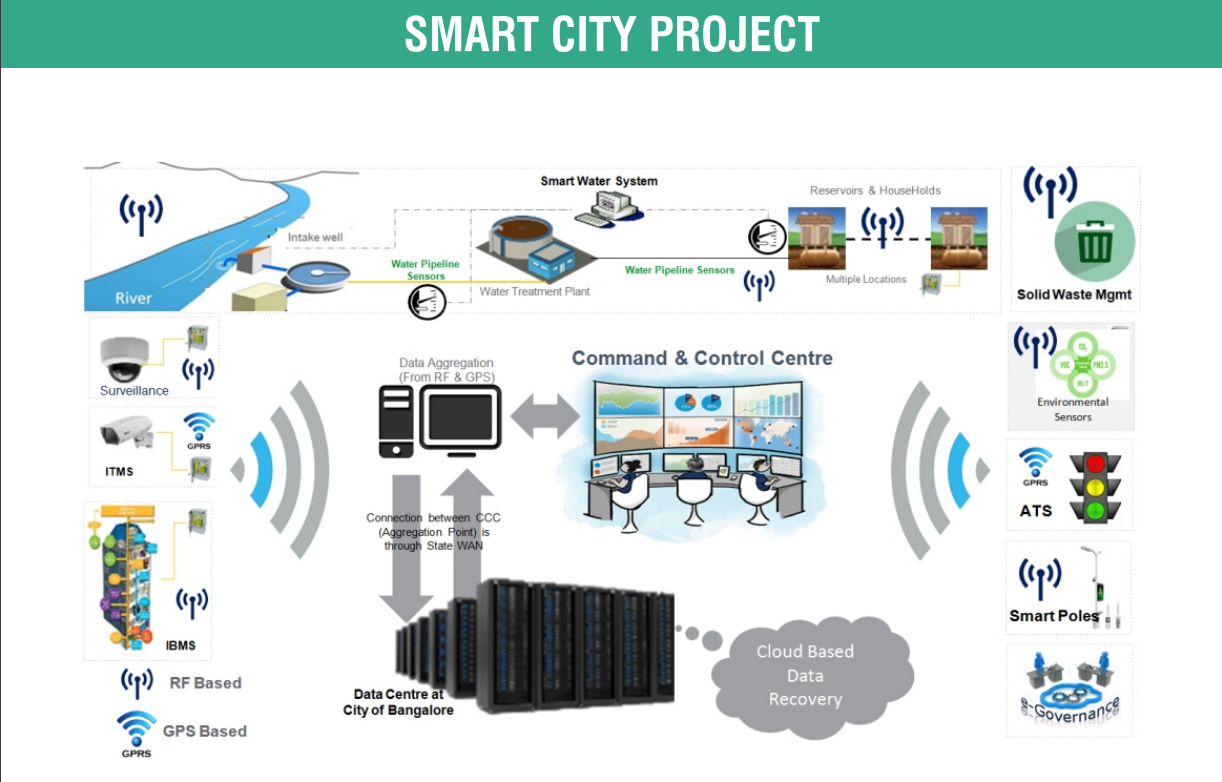 SMART CITY PROJECT
Smart Water System
Reservoirs & HouseHolds
Intake well
Water Pipeline
Sensors
Water Pipeline Sensors
Water Treatment Plant
Multiple Locations
River
Solid Waste Mgmt
Surveillance
GPRS
ITMS
IBMS
RF Based
GPS Based
GPRS
Data Aggregation
(From RF & GPS)
Command & Control Centre
Connection between CCC
(Aggregation Point) is
through State WAN
Data Centre at
City of Bangalore
Cloud Based
Data
Recovery
CO₂
VOC
PM2.5
Environmental
Sensors
GPRS
ATS
Smart Poles
e-Governance